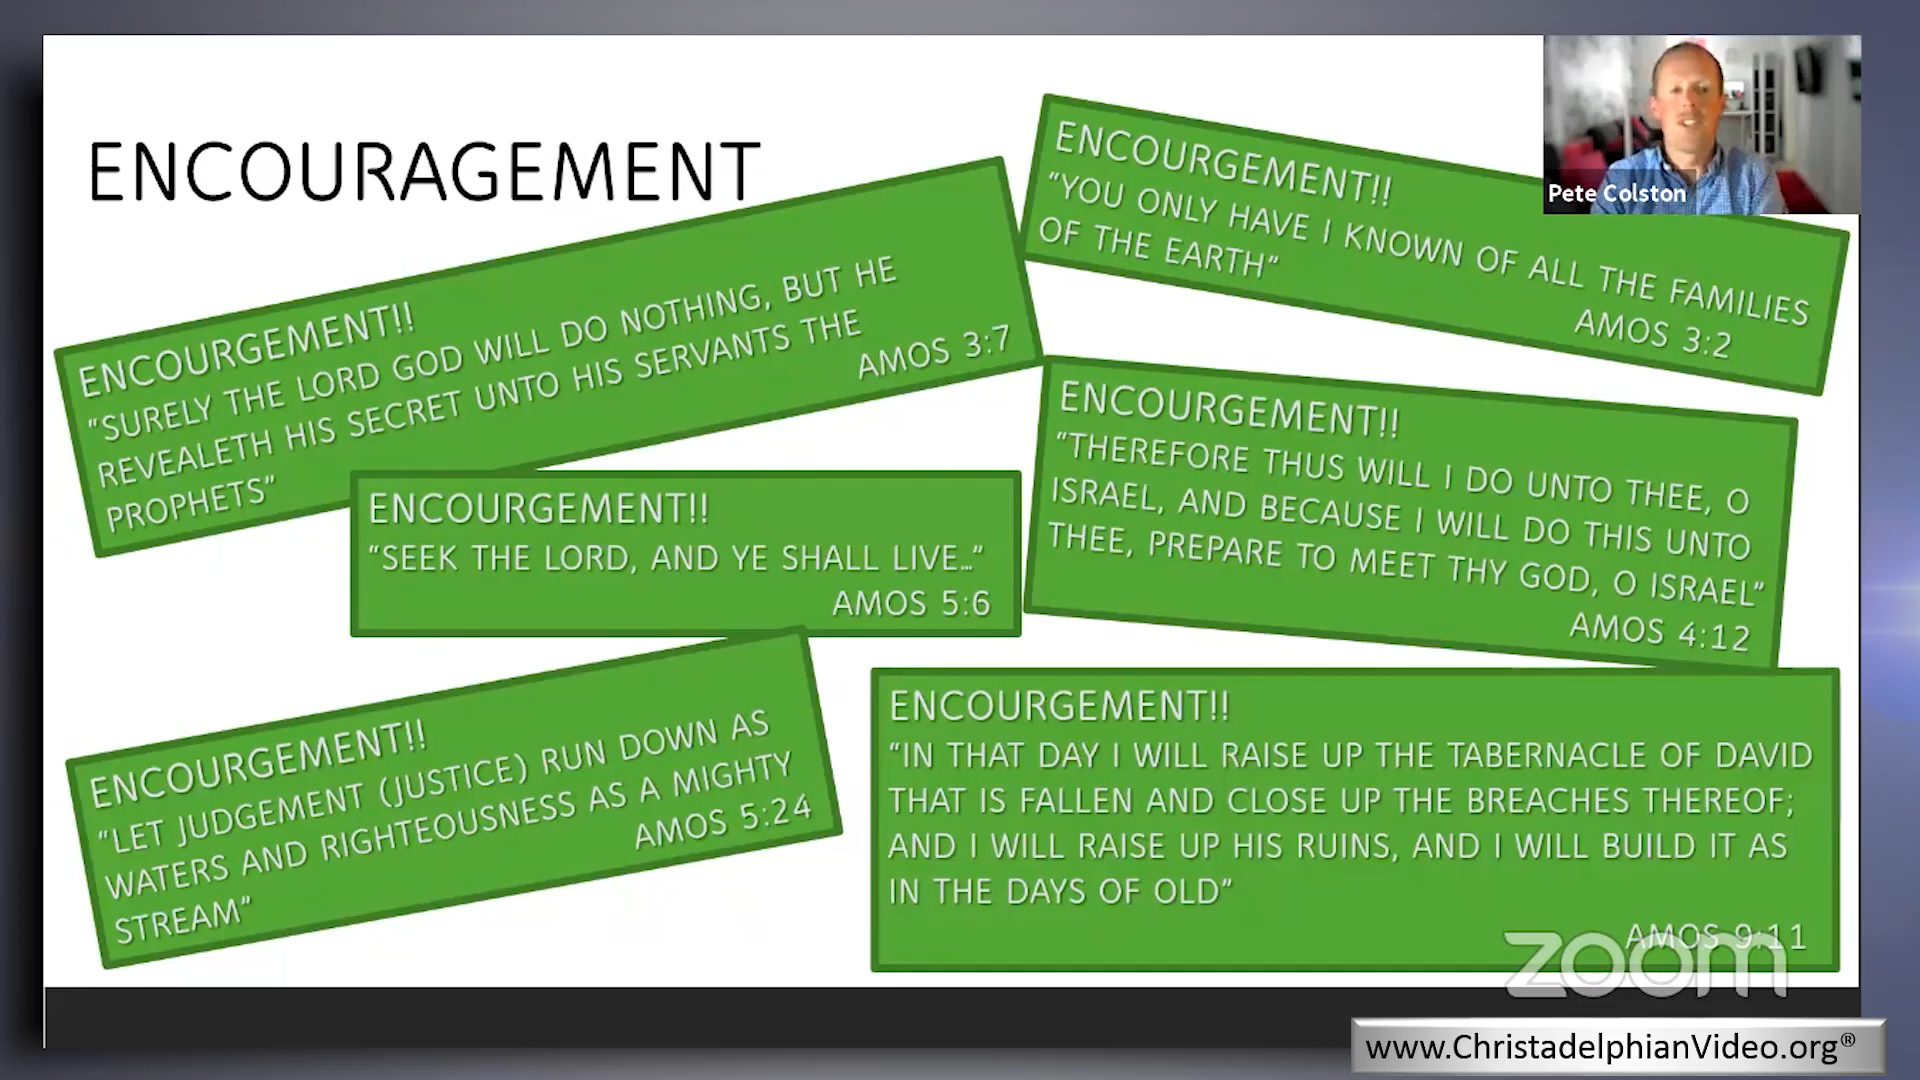 ENCOURAGEMENT
ENCOURGEMENT!!
“YOU ONLY HAVE I KNOWN OF ALL THE FAMILIES
OF THE EARTH”
AMOS 3:2
Pete Colston
ENCOURGEMENT!!
“SURELY THE LORD GOD WILL DO NOTHING, BUT HE
REVEALETH HIS SECRET UNTO HIS SERVANTS THE
PROPHETS”
AMOS 3:7
ENCOURGEMENT!!
“THEREFORE THUS WILL I DO UNTO THEE, O
ISRAEL, AND BECAUSE I WILL DO THIS UNTO
THEE, PREPARE TO MEET THY GOD, O ISRAEL”
AMOS 4:12
ENCOURGEMENT!!
“SEEK THE LORD, AND YE SHALL LIVE…”
AMOS 5:6
ENCOURGEMENT!!
“LET JUDGEMENT (JUSTICE) RUN DOWN AS
WATERS AND RIGHTEOUSNESS AS A MIGHTY
STREAM”
AMOS 5:24
ENCOURGEMENT!!
“IN THAT DAY I WILL RAISE UP THE TABERNACLE OF DAVID
THAT IS FALLEN AND CLOSE UP THE BREACHES THEREOF;
AND I WILL RAISE UP HIS RUINS, AND I WILL BUILD IT AS
IN THE DAYS OF OLD”
AMOS 9:11
zoom
www.ChristadelphianVideo.org®